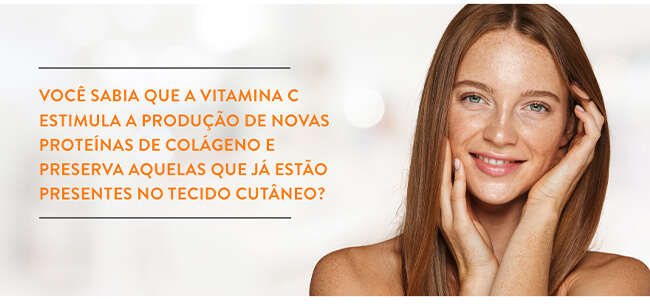 VOCÊ SABIA QUE A VITAMINA C
ESTIMULA A PRODUÇÃO DE NOVAS
PROTEÍNAS DE COLÁGENO E
PRESERVA AQUELAS QUE JÁ ESTÃO
PRESENTES NO TECIDO CUTÂNEO?